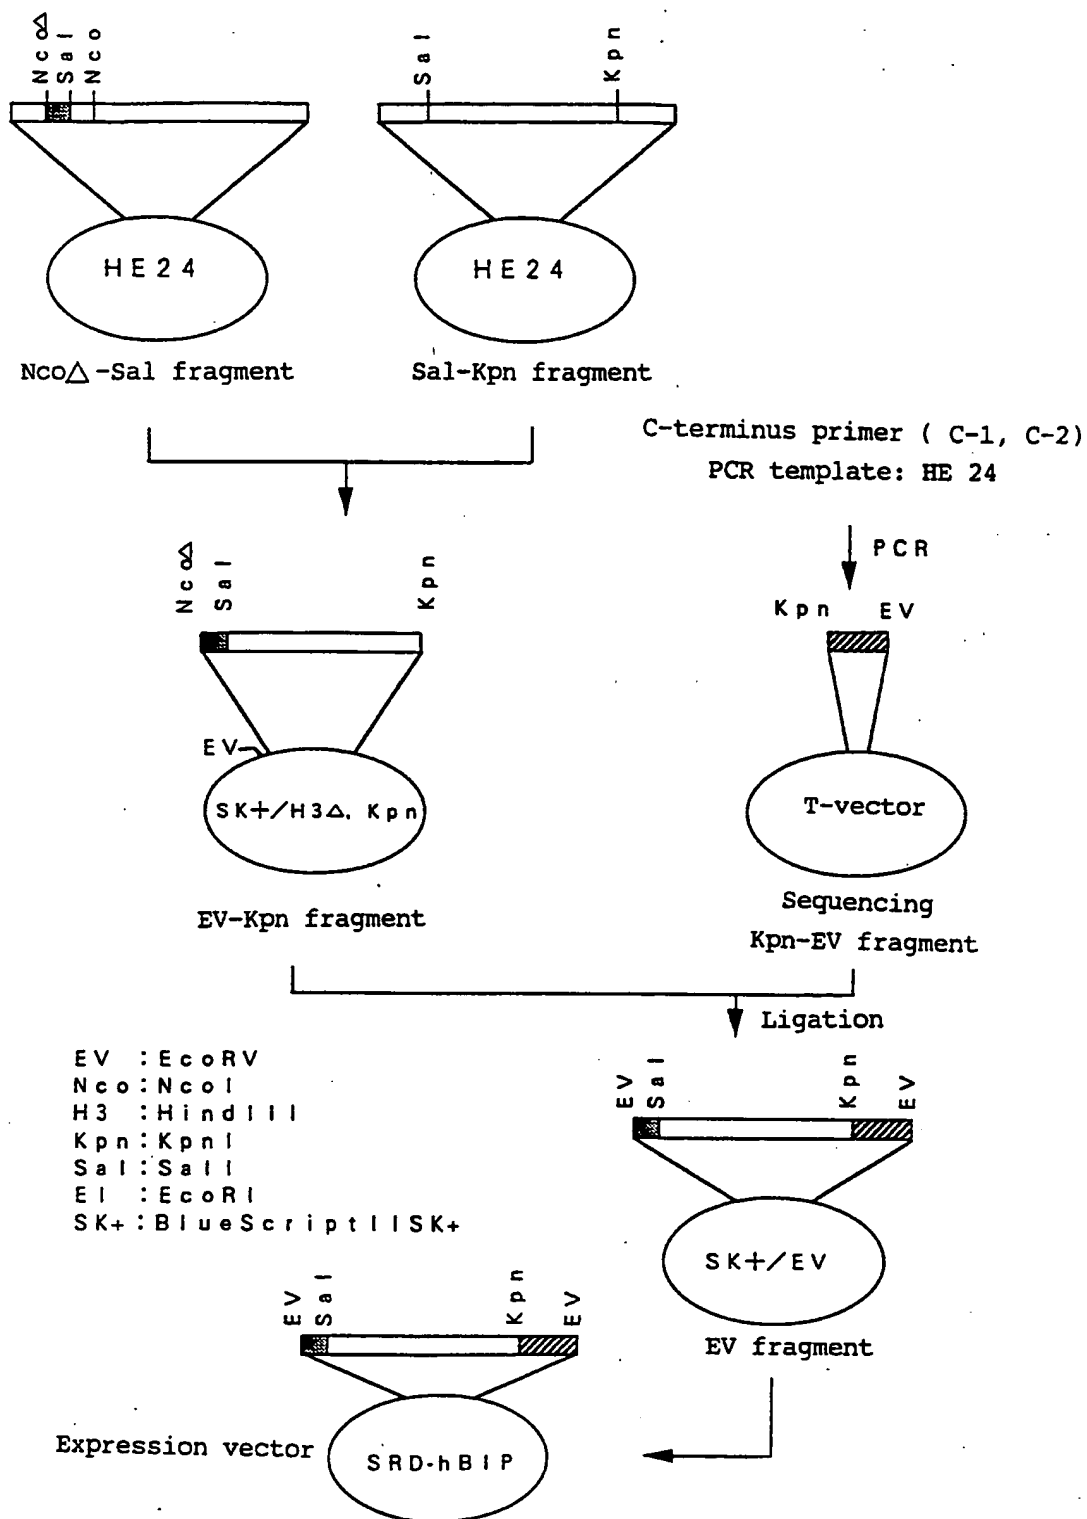 NcoΔ
Sal
Nco
Sal
Kpn
HE24
HE24
Nco△-Sal fragment
Sal-Kpn fragment
C-terminus primer ( C-1, C-2)
PCR template: HE 24
PCR
NcoΔ
Sal
Kpn
Kpn EV
EV
SK+/H3Δ. Kpn
T-vector
EV-Kpn fragment
Sequencing
Kpn-EV fragment
Ligation
EV :EcoRV
Nco:NcoI
H3 :HindIII
Kpn:KpnI
Sal:SalI
EI :EcoRI
SK+:BlueScriptIISK+
EV
Sal
Kpn
EV
SK+/EV
EV fragment
EV
Sal
Kpn
EV
Expression vector
SRD·hBIP